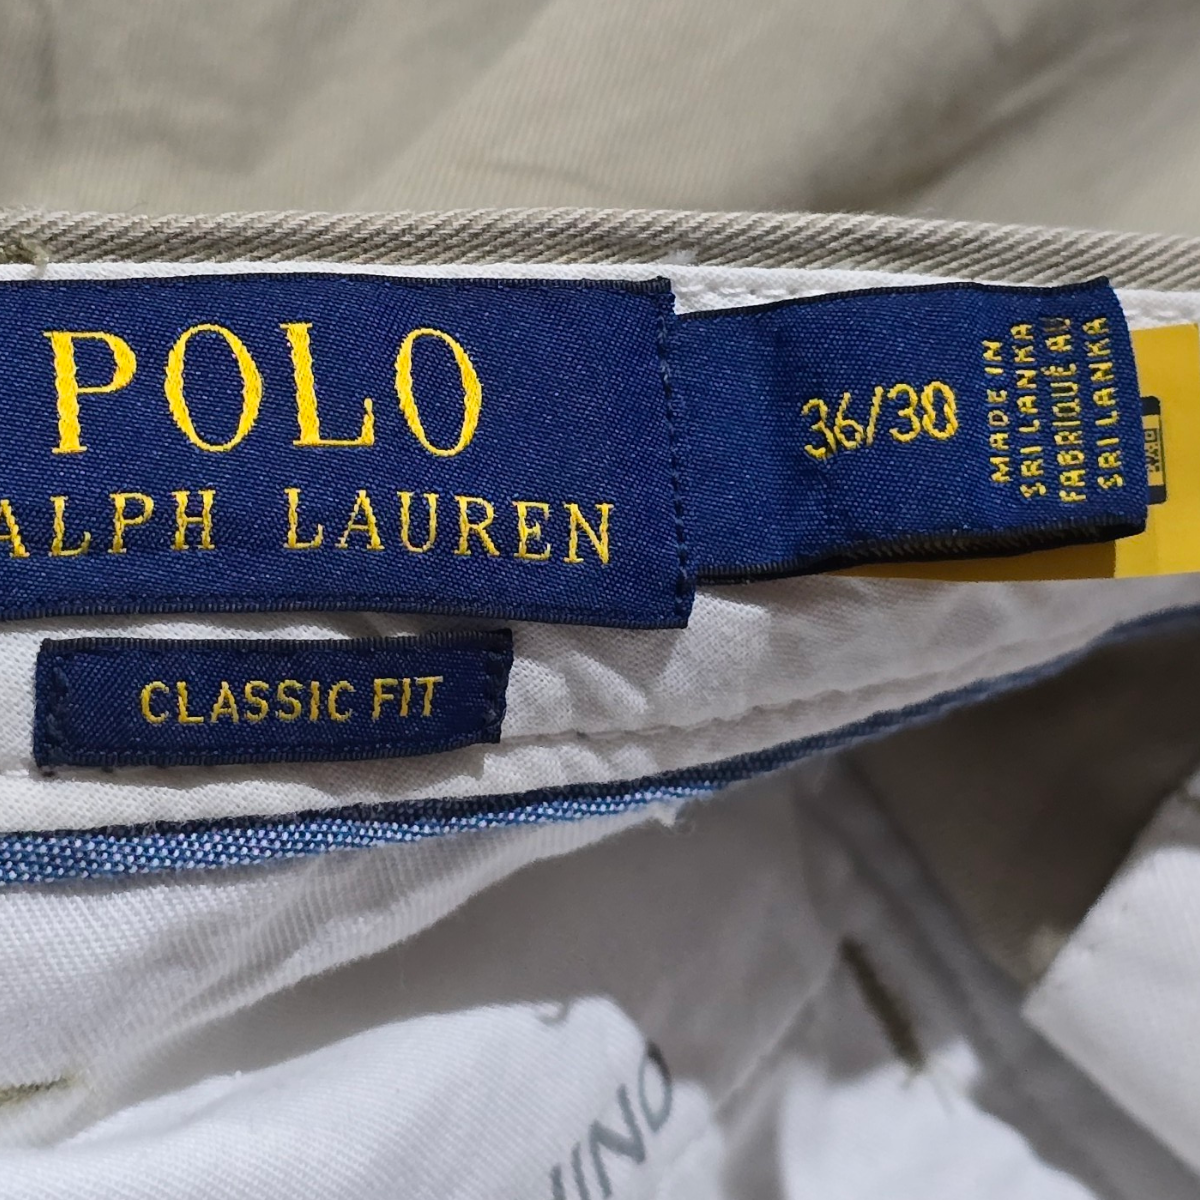 POLO
ALPH LAUREN
36/30
MADE IN
SRI LANKA
FABRIQUÉ AU
SRI LANKA
CLASSIC FIT